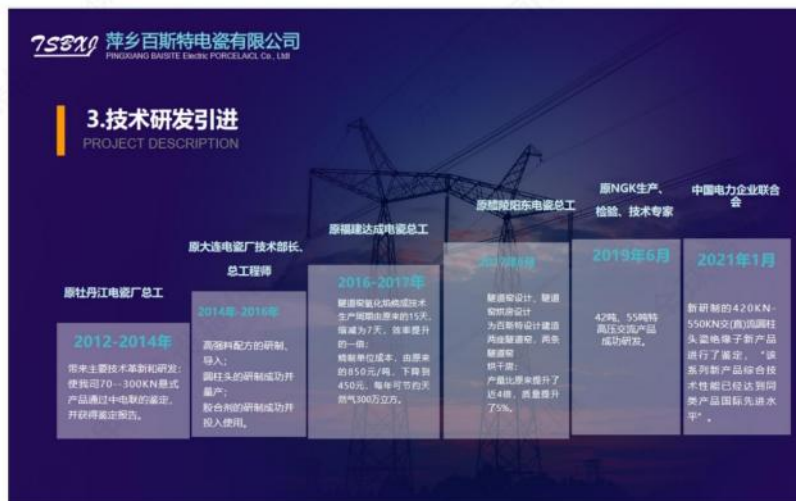 TSBXJ 萍乡百斯特电瓷有限公司
PINGXIANG BAISITE Electric PORCELAICL Co., Ltdl
3.技术研发引进
PROJECT DESCRIPTION
原牡丹江电瓷厂总工
2012-2014年
带来主要技术革新和研发:
使我司70--300KN悬式
产品通过中电联的鉴定,
并获得鉴定报告。
原大连电瓷厂技术部长、
总工程师
2014年-2016年
高强料配方的研制、
导入;
圆柱头的研制成功并
量产;
胶合剂的研制成功并
投入使用。
原福建达成电瓷总工
2016-2017年
隧道窑氧化焰烧成技术
生产周期由原来的15天,
缩减为7天,效率提升
的一倍;
精制单位成本,由原来
的850元/吨,下降到
450元,每年可节约天
然气300万立方。
原醴陵阳东电瓷总工
隧道窑设计、隧道
窑烘房设计
为百斯特设计建造
两座隧道窑,两条
隧道窑
烘干房;
产量比原来提升了
近4倍,质量提升
了5%。
原NGK生产、
检验、技术专家
2019年6月
42吨、55吨特
高压交流产品
成功研发。
中国电力企业联合
会
2021年1月
新研制的420KN-
550KN交(直)流圆柱
头瓷绝缘子新产品
进行了鉴定,“该
系列新产品综合技
术性能已经达到同
类产品国际先进水
平”。